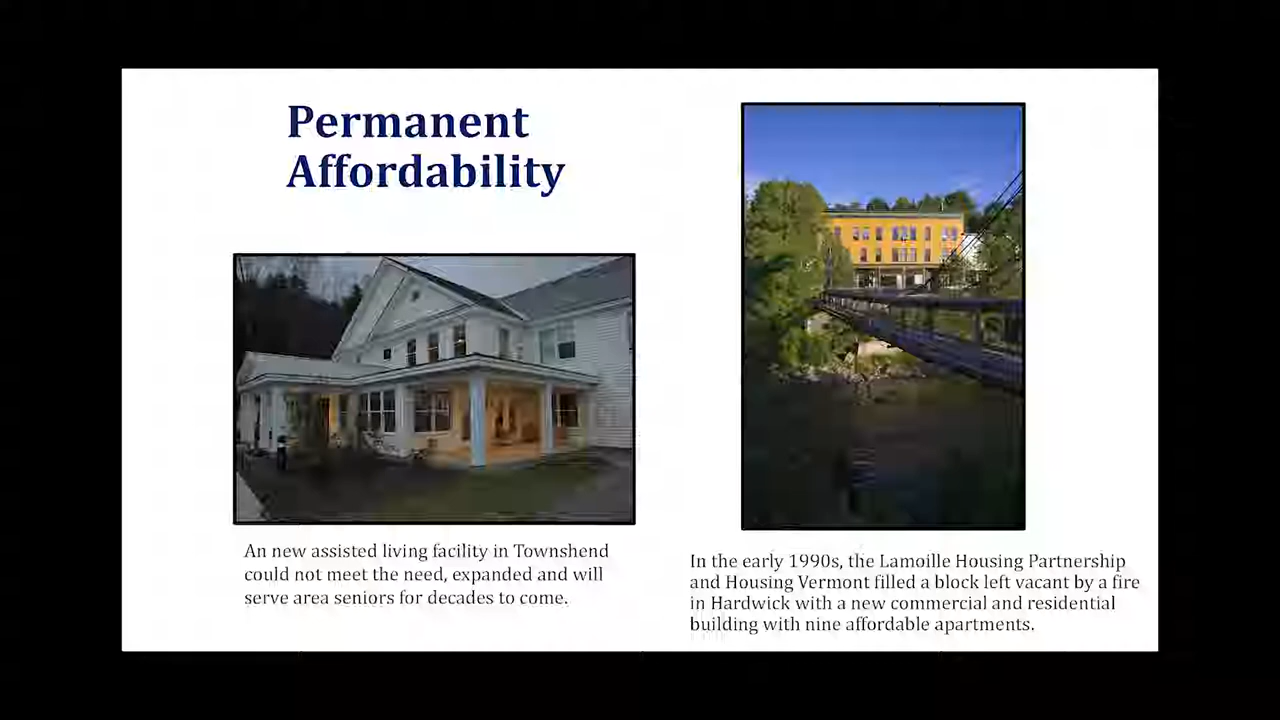 Permanent
Affordability
An new assisted living facility in Townshend
could not meet the need, expanded and will
serve area seniors for decades to come.
In the early 1990s, the Lamoille Housing Partnership
and Housing Vermont filled a block left vacant by a fire
in Hardwick with a new commercial and residential
building with nine affordable apartments.